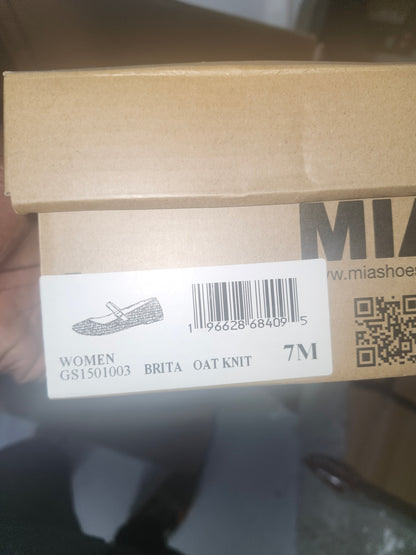 MIA
www.miashoes
1 96628 68409 5
WOMEN
GS1501003 BRITA OAT KNIT 7M